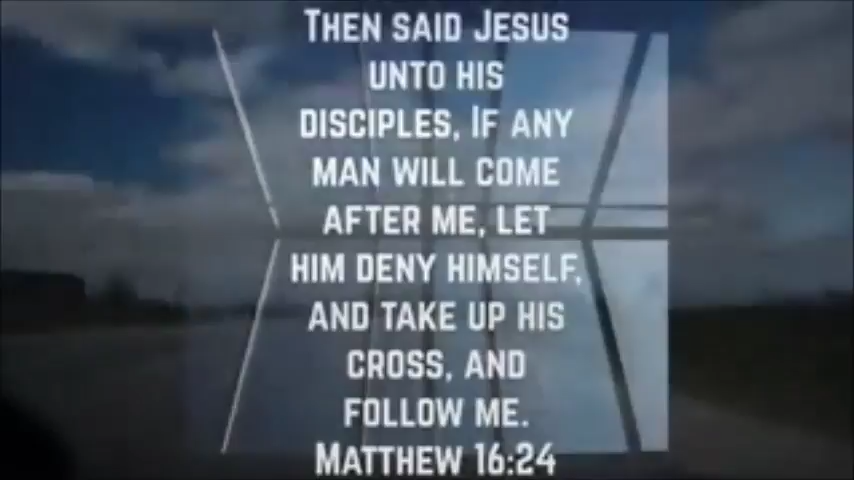 Then said Jesus
unto his
disciples, If any
man will come
after me, let
him deny himself,
and take up his
cross, and
follow me.
Matthew 16:24